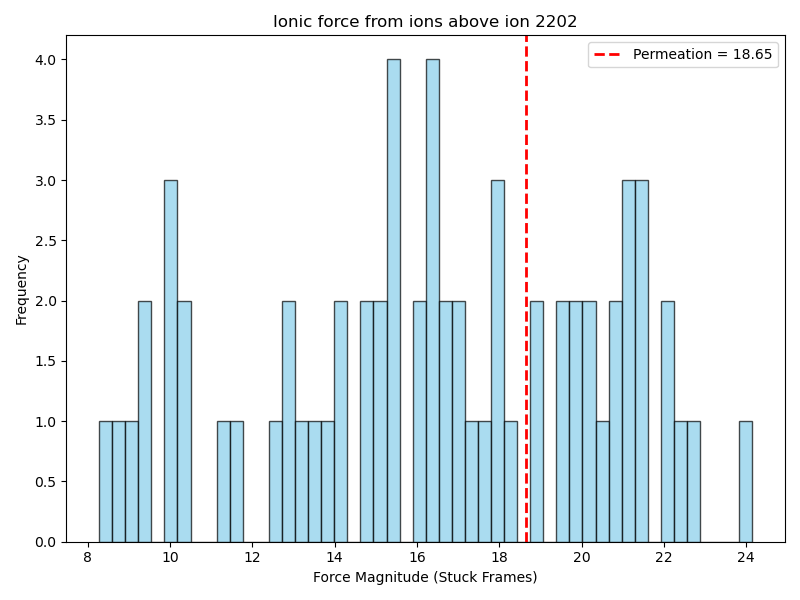 Ionic force from ions above ion 2202
Permeation = 18.65
Frequency
4.0
3.5
3.0
2.5
2.0
1.5
1.0
0.5
0.0
8 10 12 14 16 18 20 22 24
Force Magnitude (Stuck Frames)